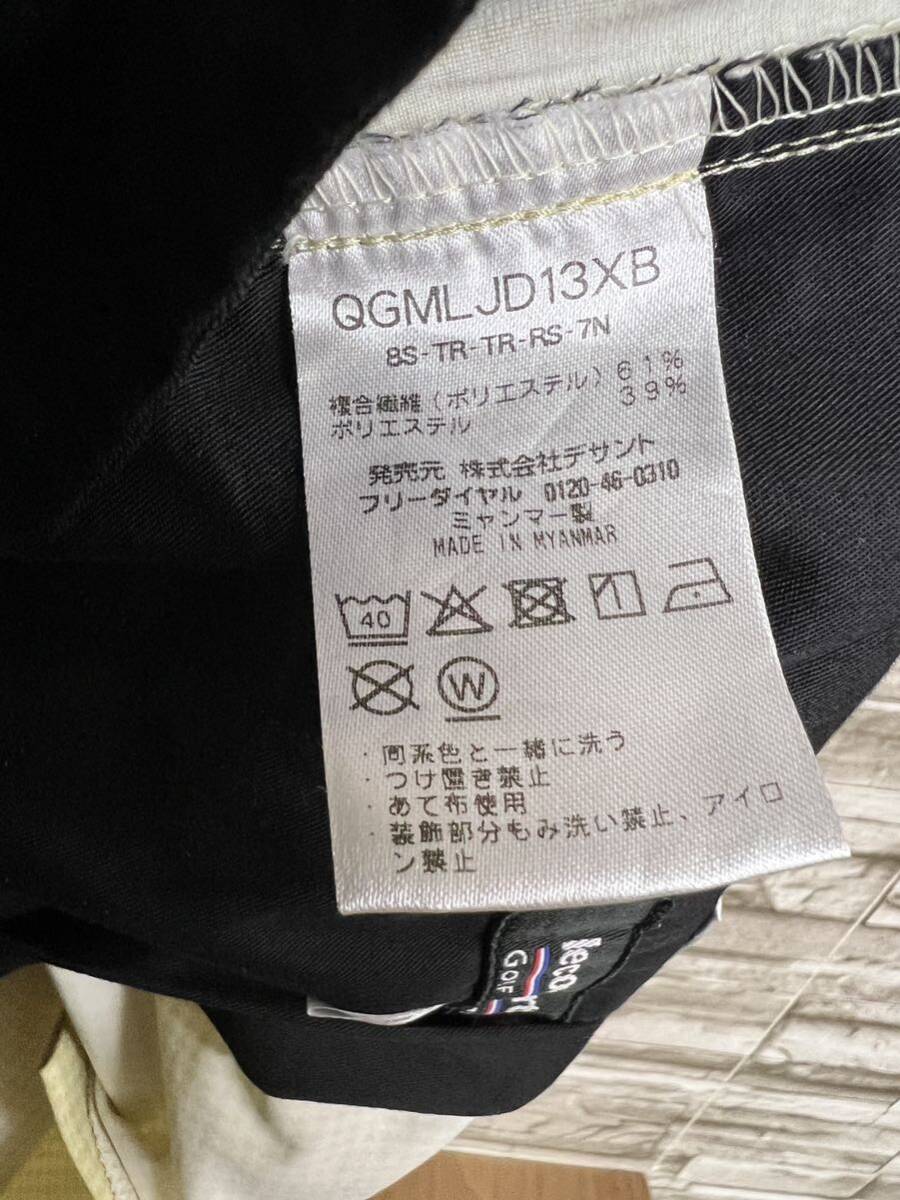 QGMLJD13XB
8S-TR-TR-RS-7N
複合繊維(ポリエステル) 61%
ポリエステル 39%
発売元 株式会社デサント
フリーダイヤル 0120-46-0310
ミャンマー製
MADE IN MYANMAR
40
W
・同系色と一緒に洗う
・つけ置き禁止
・あて布使用
・装飾部分もみ洗い禁止、アイロ
ン禁止
leco
GOLF